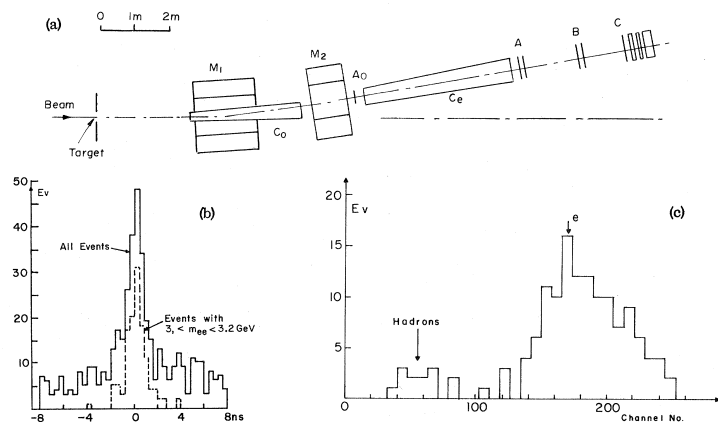 (a)
0 1m 2m
M1
M2
A0
A
B
C
Beam
Target
C0
Ce
50
Ev
40
30
20
10
(b)
All Events
Events with
3, < mee < 3.2 GeV
-8 -4 0 4 8ns
20
Ev
15
10
5
(c)
e
Hadrons
0 100 200
Channel No.